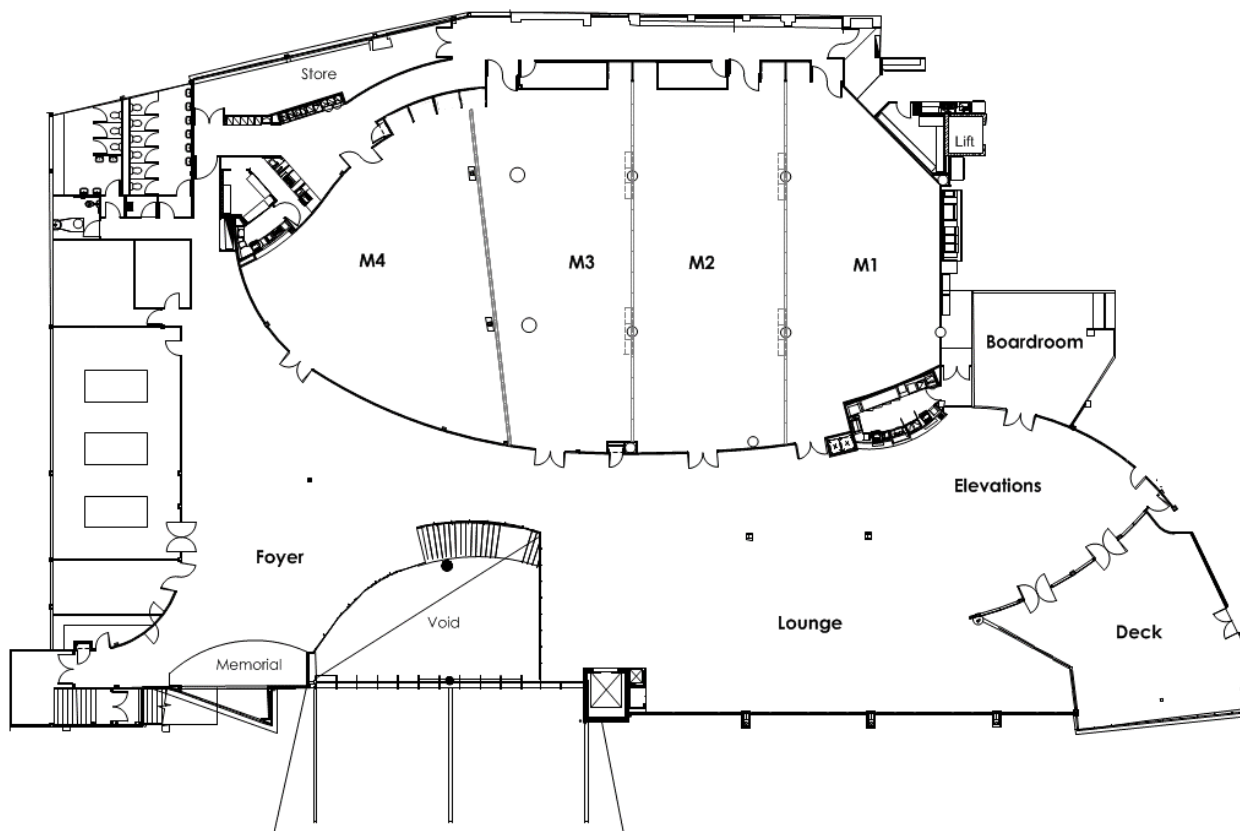 Store
Lift
M4
M3
M2
M1
Boardroom
Elevations
Foyer
Void
Lounge
Deck
Memorial